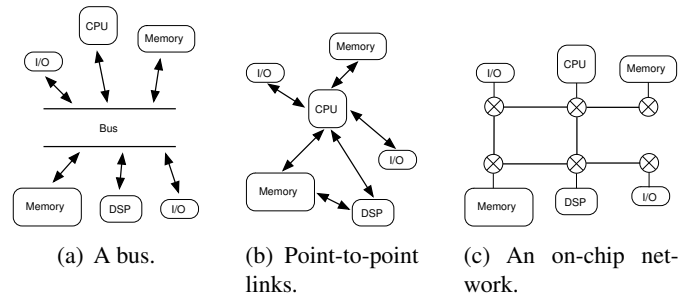 CPU
Memory
I/O
Bus
Memory
DSP
I/O
(a) A bus.
Memory
I/O
CPU
I/O
Memory
DSP
(b) Point-to-point
links.
CPU
I/O
Memory
Memory
DSP
I/O
(c) An on-chip net-
work.